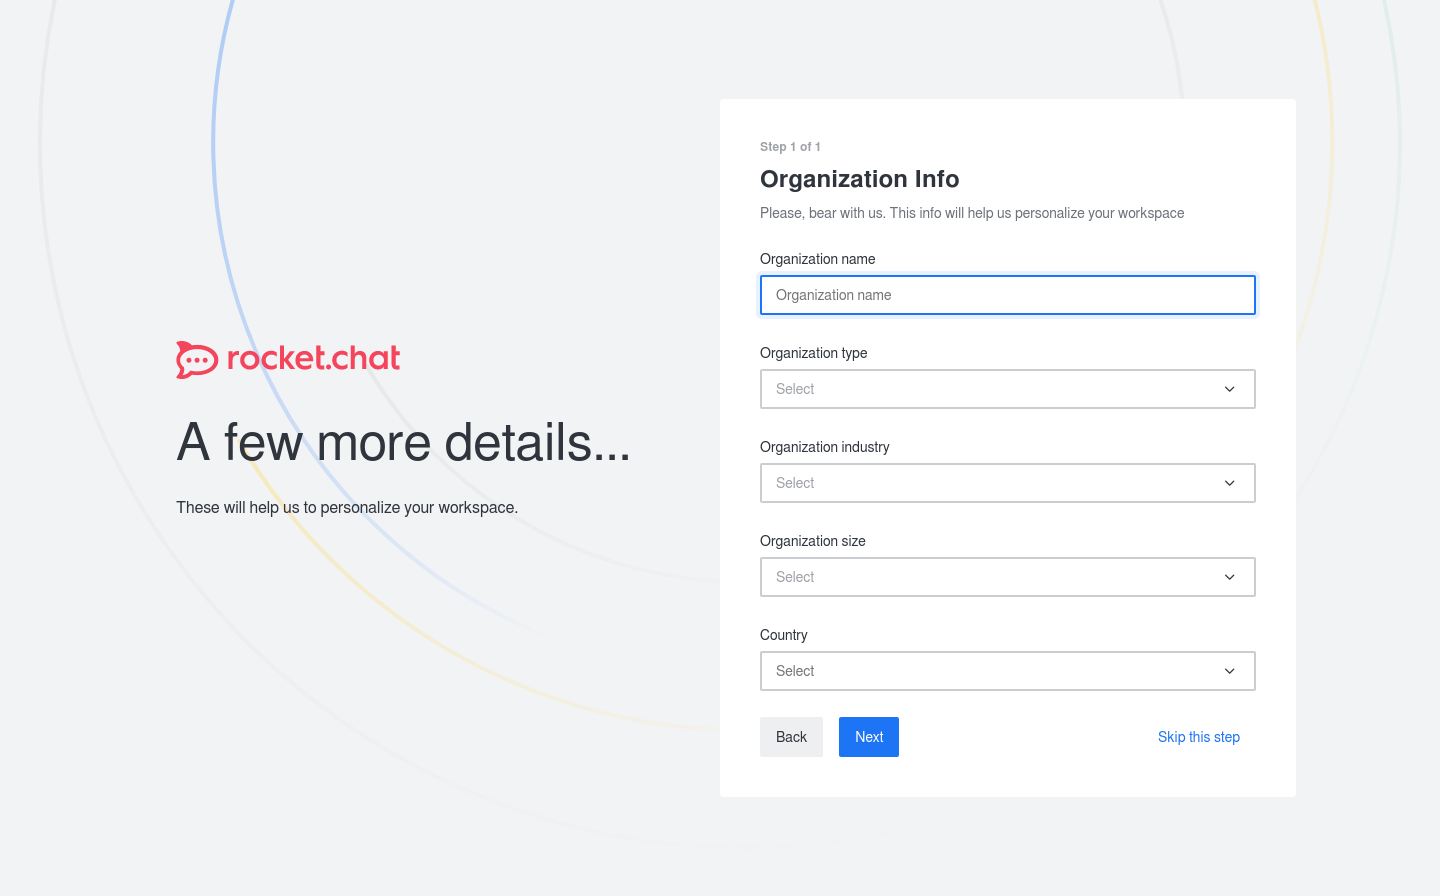 rocket.chat
A few more details...
These will help us to personalize your workspace.
Step 1 of 1
Organization Info
Please, bear with us. This info will help us personalize your workspace
Organization name
Organization name
Organization type
Select
Organization industry
Select
Organization size
Select
Country
Select
Back
Next
Skip this step